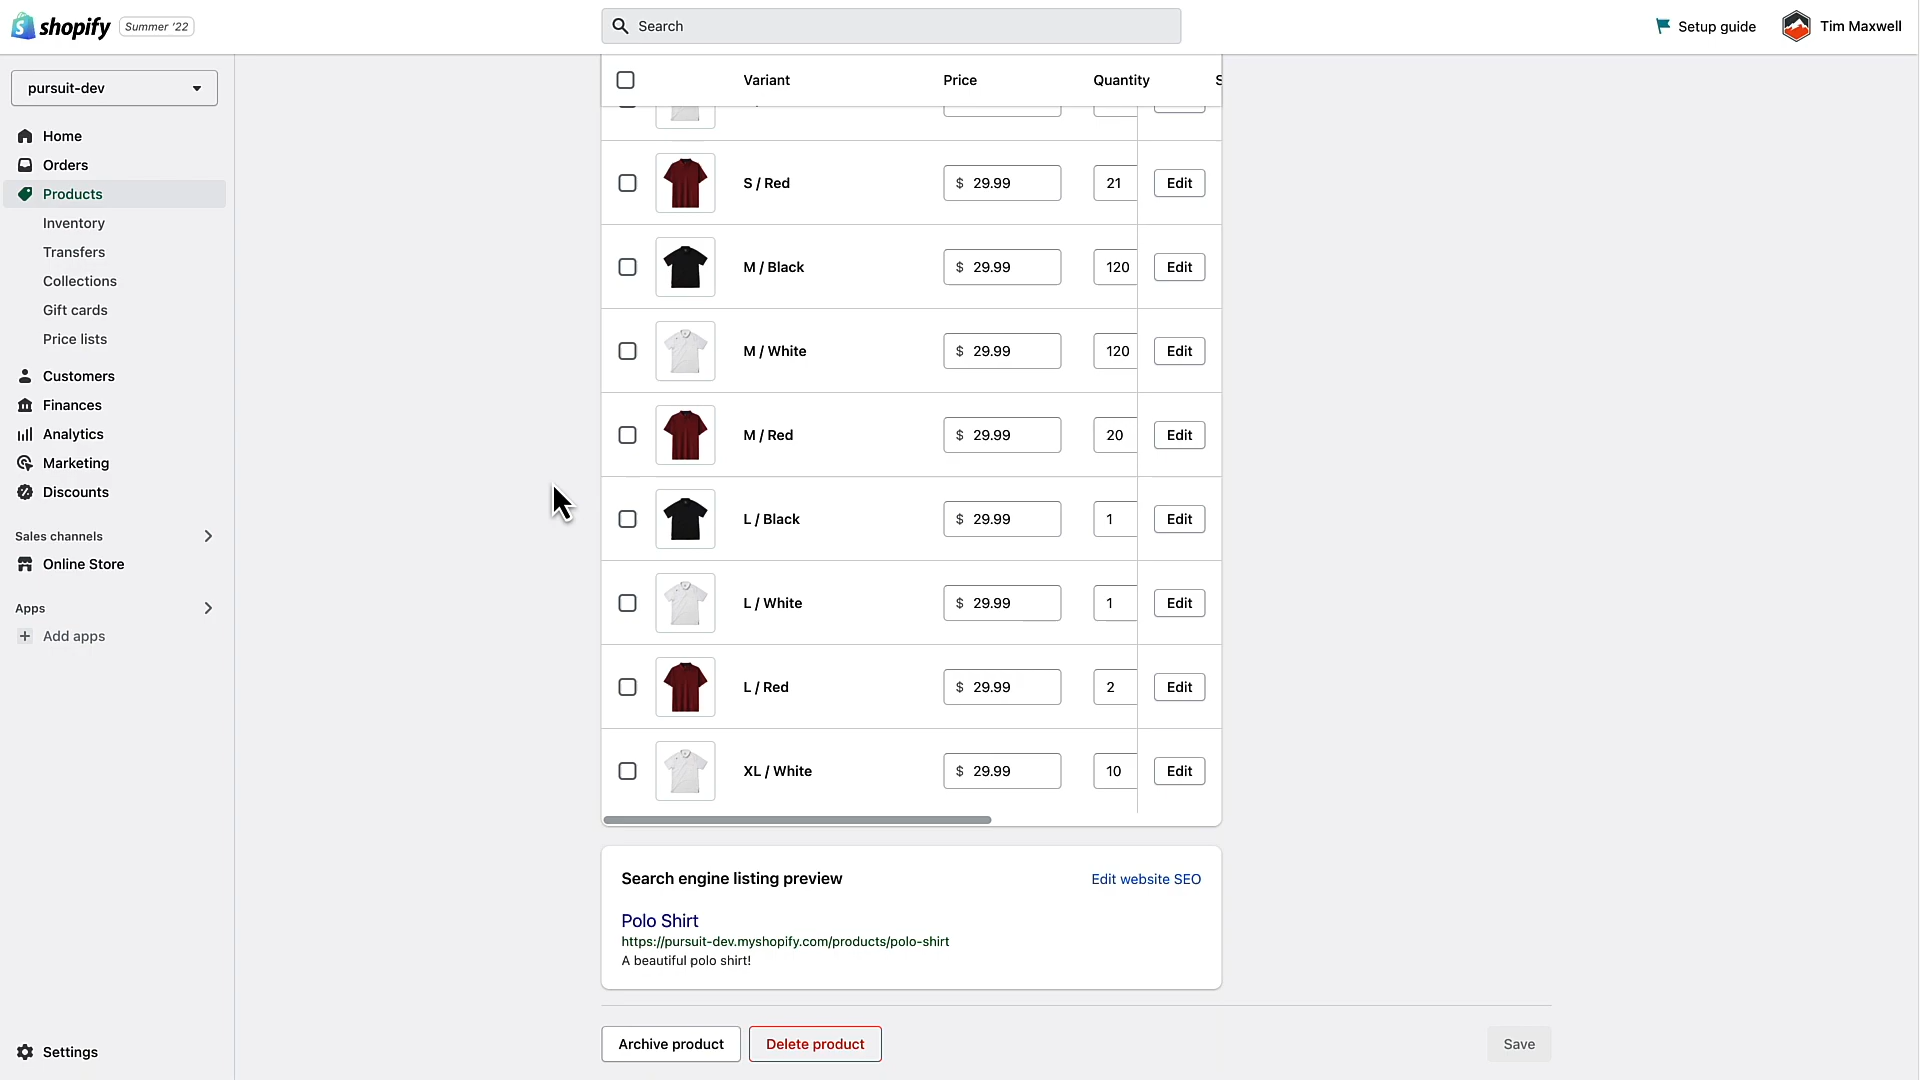 shopify Summer '22
Search
Setup guide
Tim Maxwell
pursuit-dev
Home
Orders
Products
Inventory
Transfers
Collections
Gift cards
Price lists
Customers
Finances
Analytics
Marketing
Discounts
Sales channels
Online Store
Apps
Add apps
Settings
Variant Price Quantity S
S / Red $ 29.99 21 Edit
M / Black $ 29.99 120 Edit
M / White $ 29.99 120 Edit
M / Red $ 29.99 20 Edit
L / Black $ 29.99 1 Edit
L / White $ 29.99 1 Edit
L / Red $ 29.99 2 Edit
XL / White $ 29.99 10 Edit
Search engine listing preview Edit website SEO
Polo Shirt
https://pursuit-dev.myshopify.com/products/polo-shirt
A beautiful polo shirt!
Archive product Delete product Save